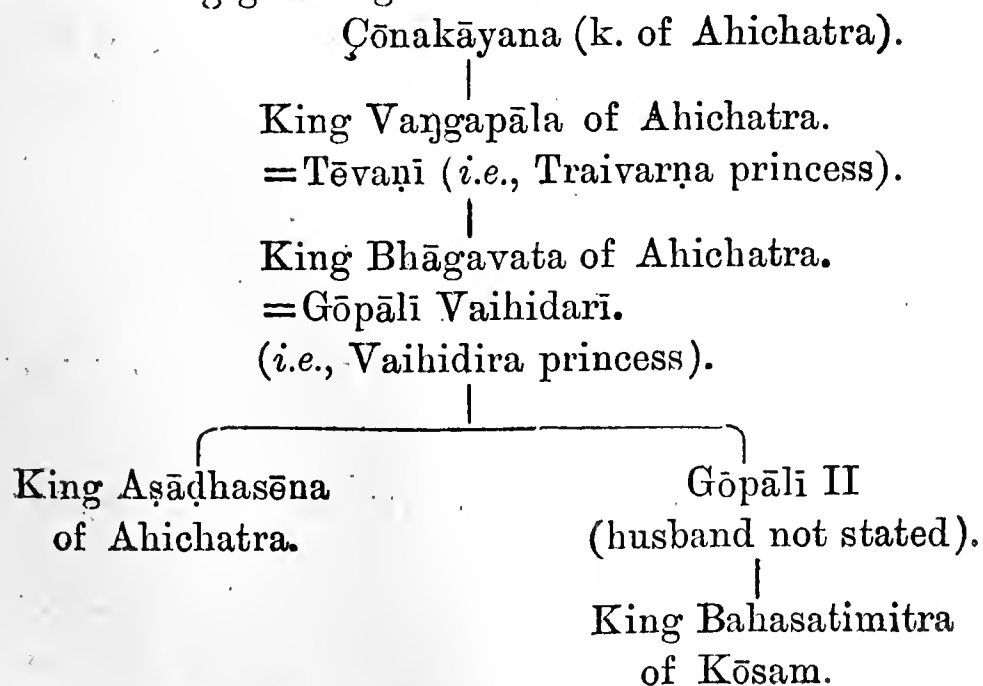 Çōnakāyana (k. of Ahichatra).
King Vaŋgapāla of Ahichatra.
=Tēvaṇī (i.e., Traivarṇa princess).
King Bhāgavata of Ahichatra.
=Gōpālī Vaihidarī.
(i.e., Vaihidira princess).
King Aṣāḍhasēna
of Ahichatra.
Gōpālī II
(husband not stated).
King Bahasatimitra
of Kōsam.